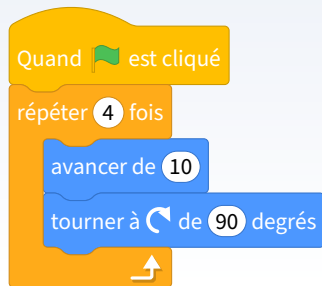 Quand est cliqué
répéter 4 fois
avancer de 10
tourner à de 90 degrés